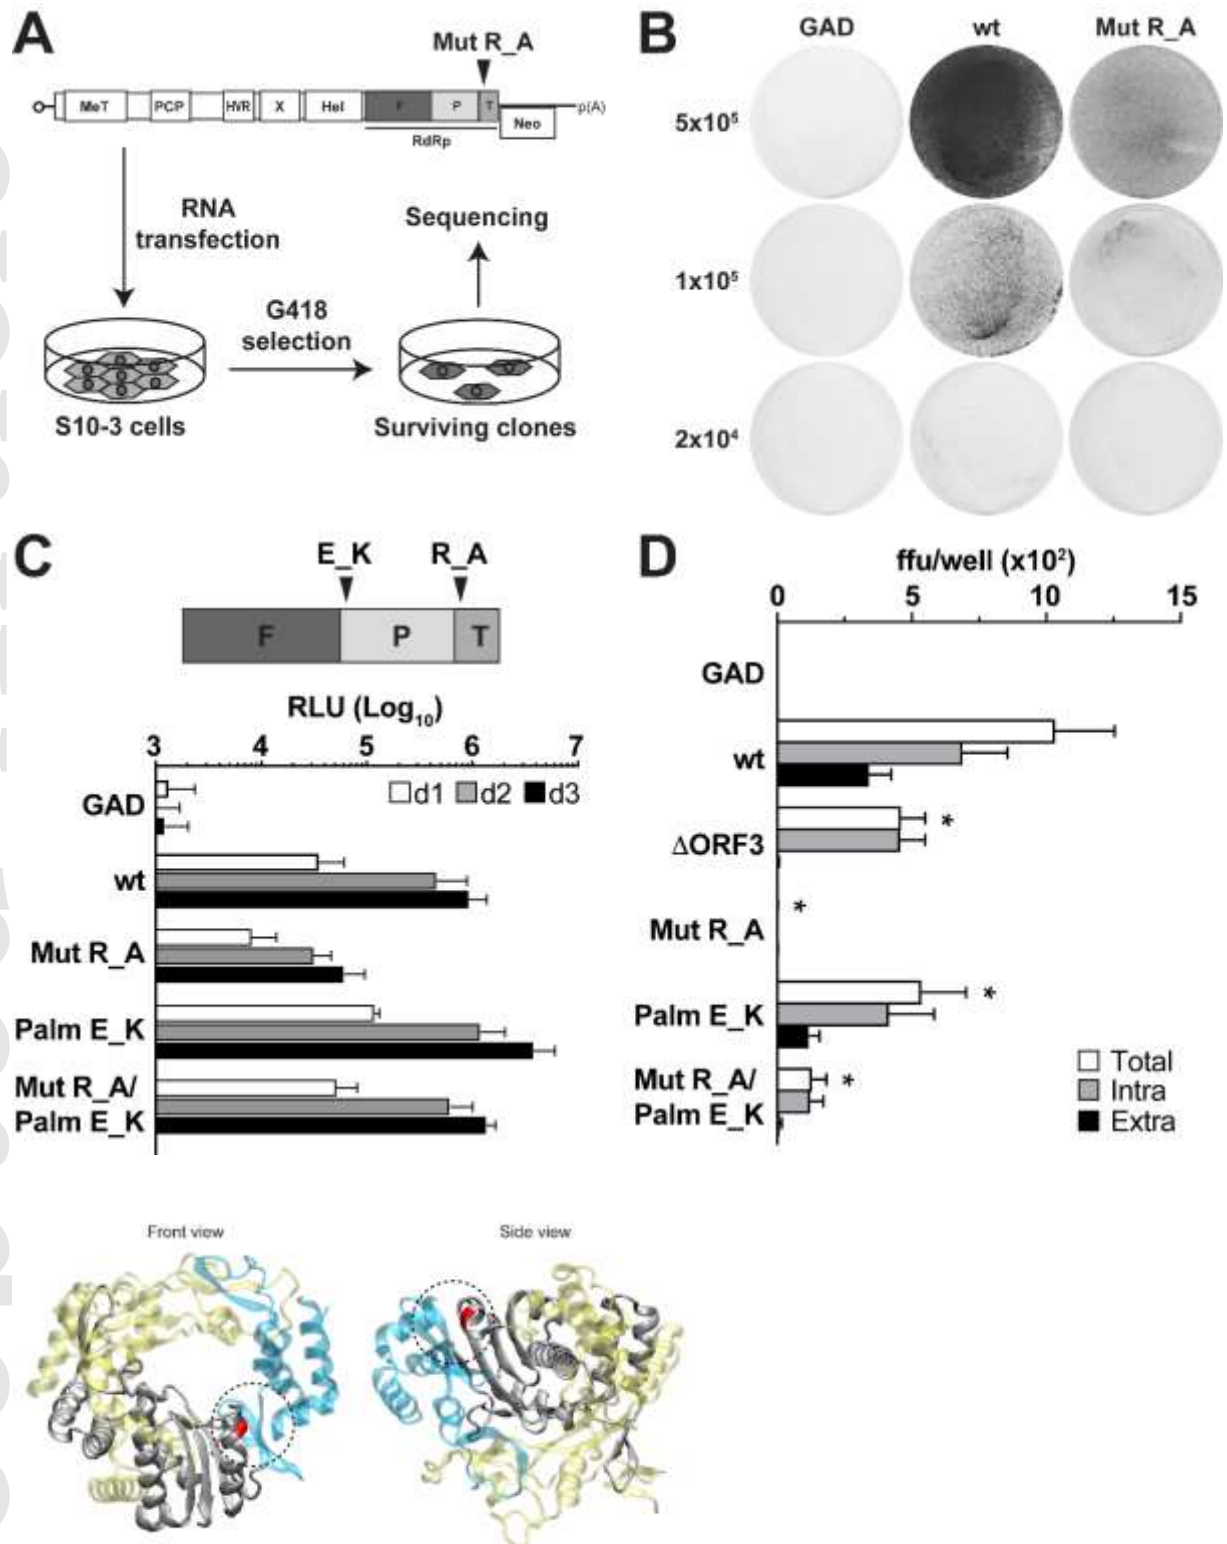 A
Mut R_A
MeT PCP HVR X Hel F P T
Neo
p(A)
RdRp
RNA
transfection
Sequencing
G418
selection
S10-3 cells
Surviving clones
B
GAD wt Mut R_A
5x10⁵
1x10⁵
2x10⁴
C
E_K R_A
F P T
RLU (Log₁₀)
3 4 5 6 7
d1 d2 d3
GAD
wt
Mut R_A
Palm E_K
Mut R_A/
Palm E_K
D
ffu/well (x10²)
0 5 10 15
GAD
wt
ΔORF3
*
Mut R_A
*
Palm E_K
*
Mut R_A/
Palm E_K
*
Total
Intra
Extra
Front view
Side view